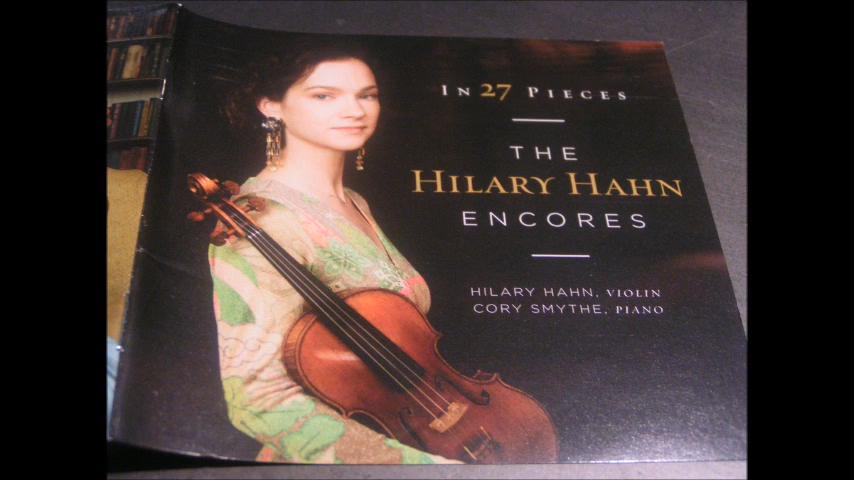 In 27 Pieces
THE
HILARY HAHN
ENCORES
HILARY HAHN, VIOLIN
CORY SMYTHE, PIANO